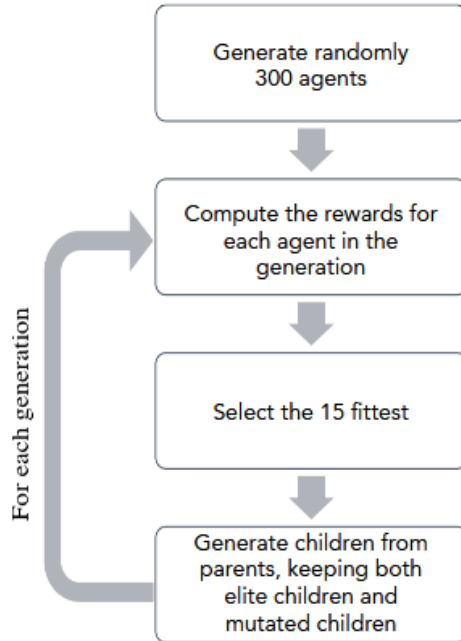 Generate randomly
300 agents
Compute the rewards for
each agent in the
generation
Select the 15 fittest
Generate children from
parents, keeping both
elite children and
mutated children
For each generation